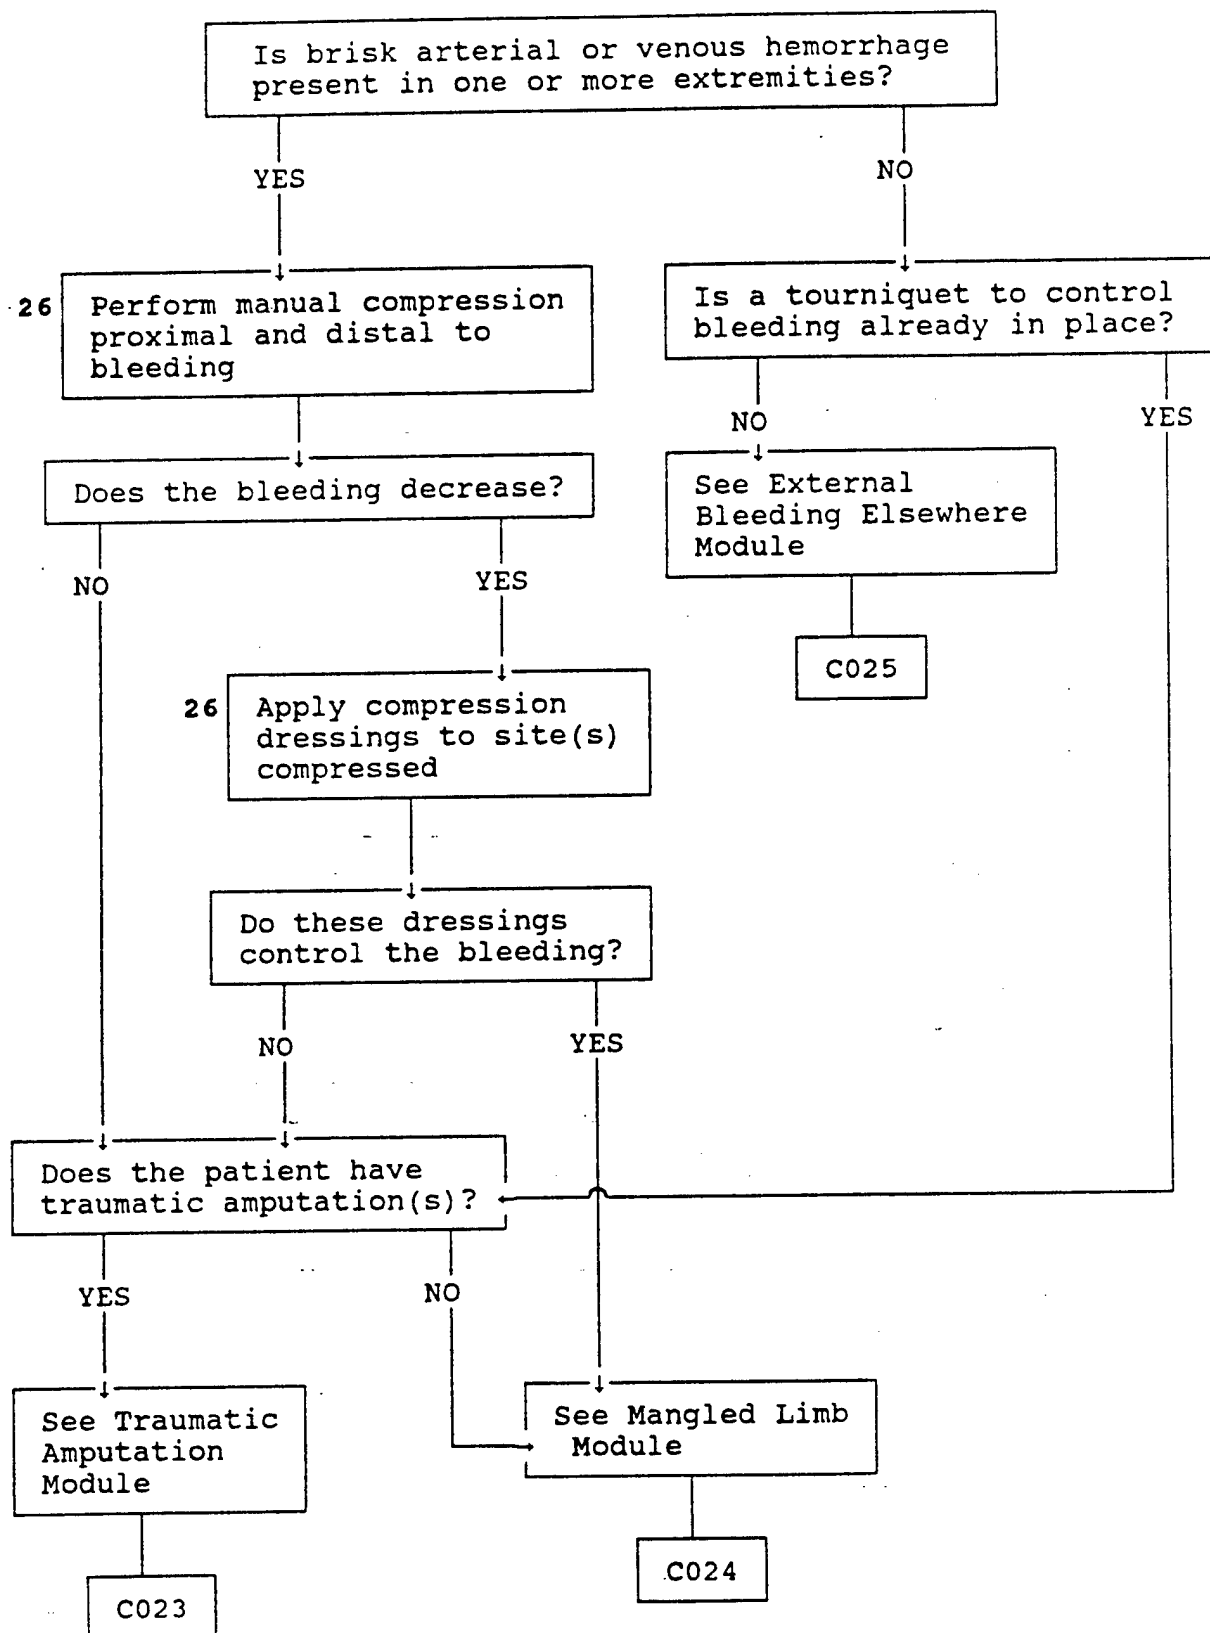 Is brisk arterial or venous hemorrhage
present in one or more extremities?
YES
NO
26
Perform manual compression
proximal and distal to
bleeding
Is a tourniquet to control
bleeding already in place?
NO
YES
Does the bleeding decrease?
See External
Bleeding Elsewhere
Module
NO
YES
C025
26
Apply compression
dressings to site(s)
compressed
Do these dressings
control the bleeding?
NO
YES
Does the patient have
traumatic amputation(s)?
YES
NO
See Traumatic
Amputation
Module
See Mangled Limb
Module
C024
C023